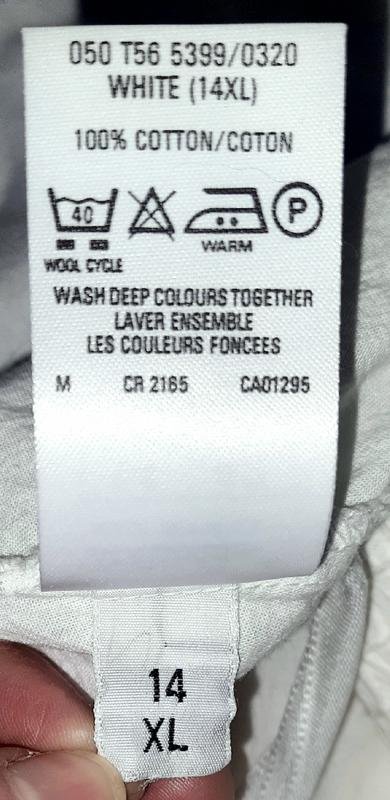 050 T56 5399/0320
WHITE (14XL)
100% COTTON/COTON
40
P
WARM
WOOL CYCLE
WASH DEEP COLOURS TOGETHER
LAVER ENSEMBLE
LES COULEURS FONCEES
M CR 2165 CA01295
14
XL